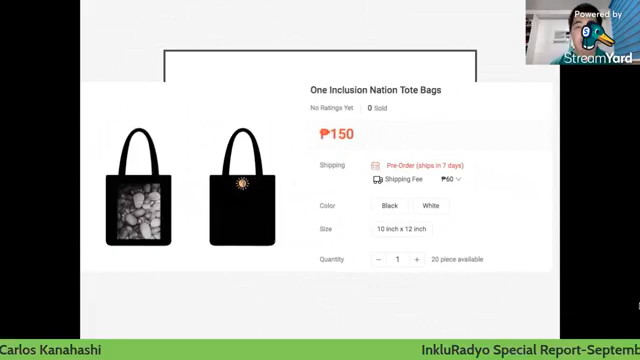 Powered by
StreamYard
One Inclusion Nation Tote Bags
No Ratings Yet 0 Sold
₱150
Shipping Pre-Order (ships in 7 days)
Shipping Fee ₱60
Color Black White
Size 10 inch x 12 inch
Quantity − 1 + 20 piece available
Carlos Kanahashi InkluRadyo Special Report-Septemb